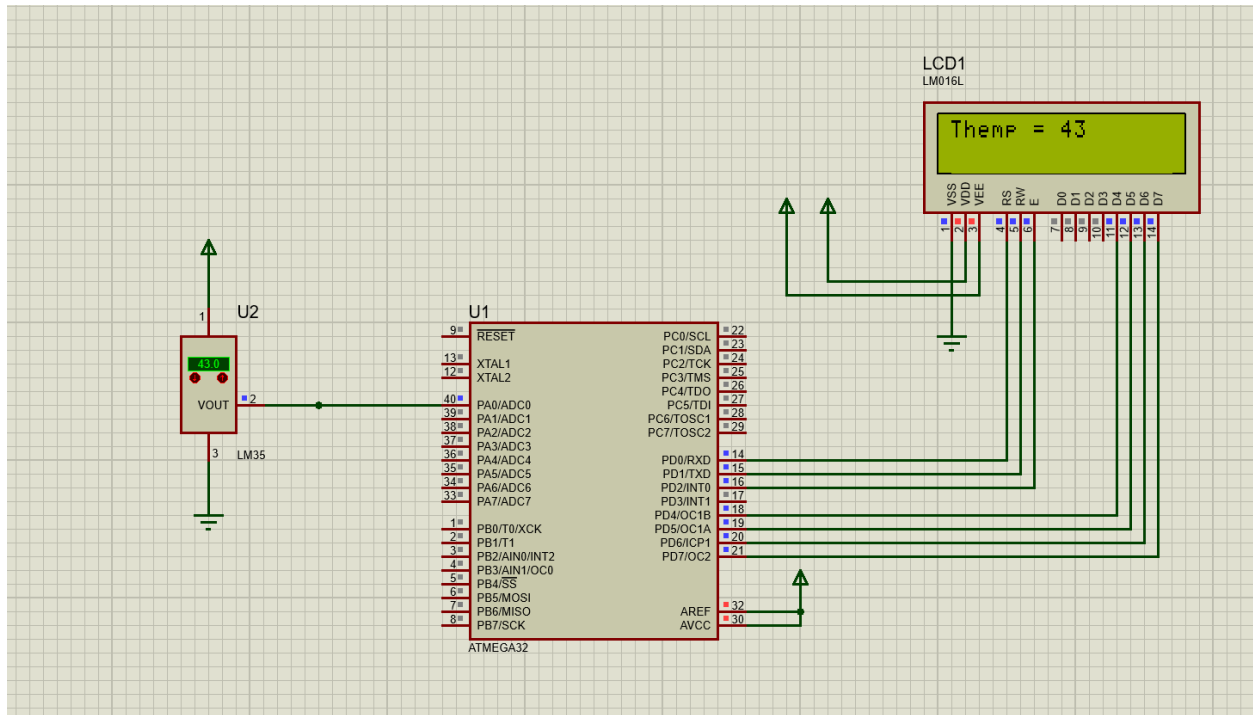 LCD1
LM016L
Themp = 43
VSS
VDD
VEE
RS
RW
E
D0
D1
D2
D3
D4
D5
D6
D7
1
2
3
4
5
6
7
8
9
10
11
12
13
14
U2
1
43.0
VOUT
2
3
LM35
U1
9 RESET
13 XTAL1
12 XTAL2
40 PA0/ADC0
39 PA1/ADC1
38 PA2/ADC2
37 PA3/ADC3
36 PA4/ADC4
35 PA5/ADC5
34 PA6/ADC6
33 PA7/ADC7
1 PB0/T0/XCK
2 PB1/T1
3 PB2/AIN0/INT2
4 PB3/AIN1/OC0
5 PB4/SS
6 PB5/MOSI
7 PB6/MISO
8 PB7/SCK
PC0/SCL 22
PC1/SDA 23
PC2/TCK 24
PC3/TMS 25
PC4/TDO 26
PC5/TDI 27
PC6/TOSC1 28
PC7/TOSC2 29
PD0/RXD 14
PD1/TXD 15
PD2/INT0 16
PD3/INT1 17
PD4/OC1B 18
PD5/OC1A 19
PD6/ICP1 20
PD7/OC2 21
AREF 32
AVCC 30
ATMEGA32